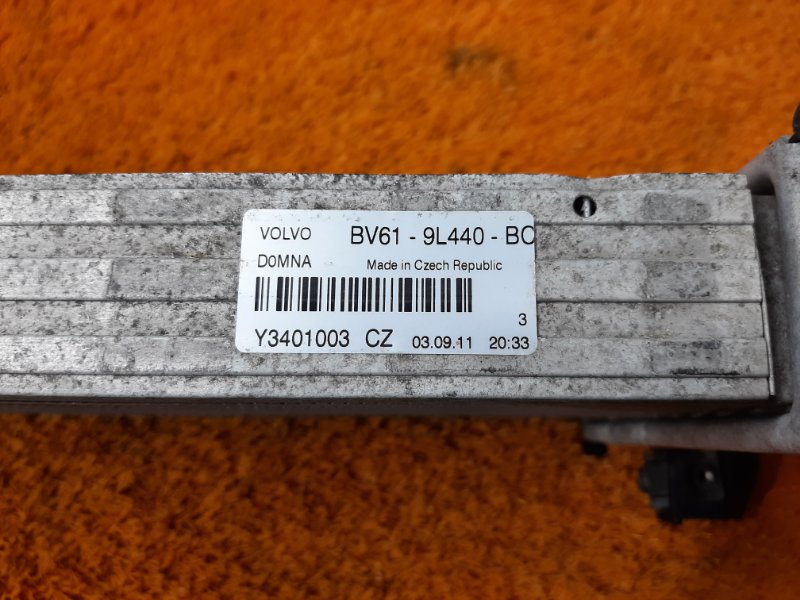 VOLVO BV61 - 9L440 - BC
D0MNA Made in Czech Republic
3
Y3401003 CZ 03.09.11 20:33